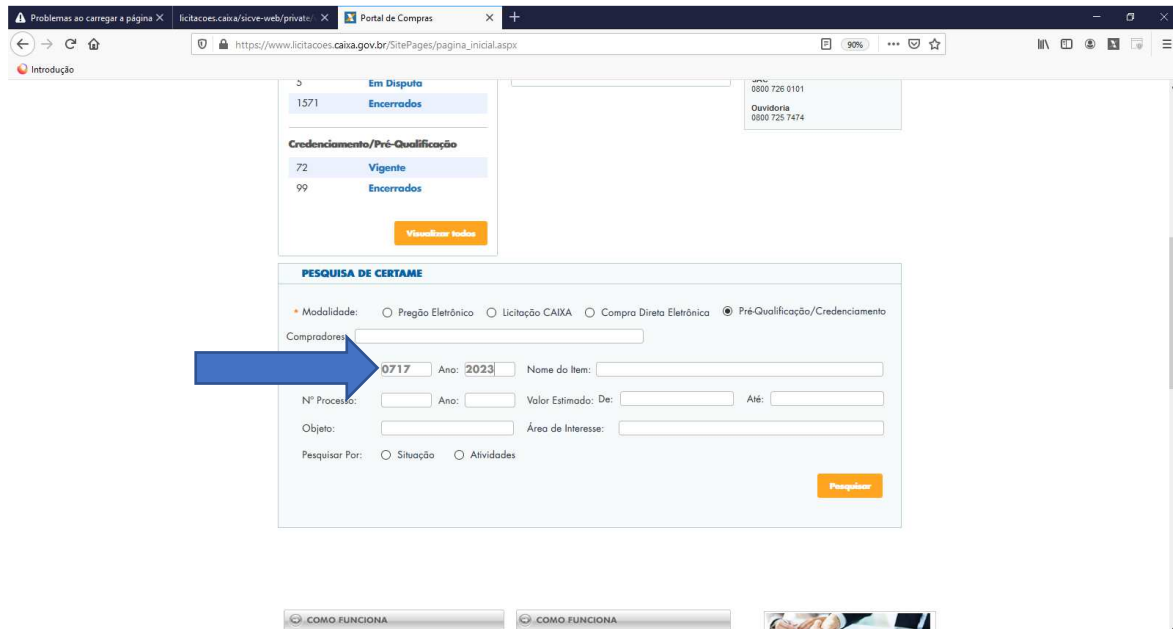 Problemas ao carregar a página
licitacoes.caixa/sicve-web/private/
Portal de Compras
https://www.licitacoes.caixa.gov.br/SitePages/pagina_inicial.aspx
90%
Introdução
5 Em Disputa
1571 Encerrados
Credenciamento/Pré-Qualificação
72 Vigente
99 Encerrados
Visualizar todos
SAC
0800 726 0101
Ouvidoria
0800 725 7474
PESQUISA DE CERTAME
* Modalidade: Pregão Eletrônico Licitação CAIXA Compra Direta Eletrônica Pré-Qualificação/Credenciamento
Compradores:
0717 Ano: 2023 Nome do Item:
Nº Processo: Ano: Valor Estimado: De: Até:
Objeto: Área de Interesse:
Pesquisar Por: Situação Atividades
Pesquisar
COMO FUNCIONA
COMO FUNCIONA